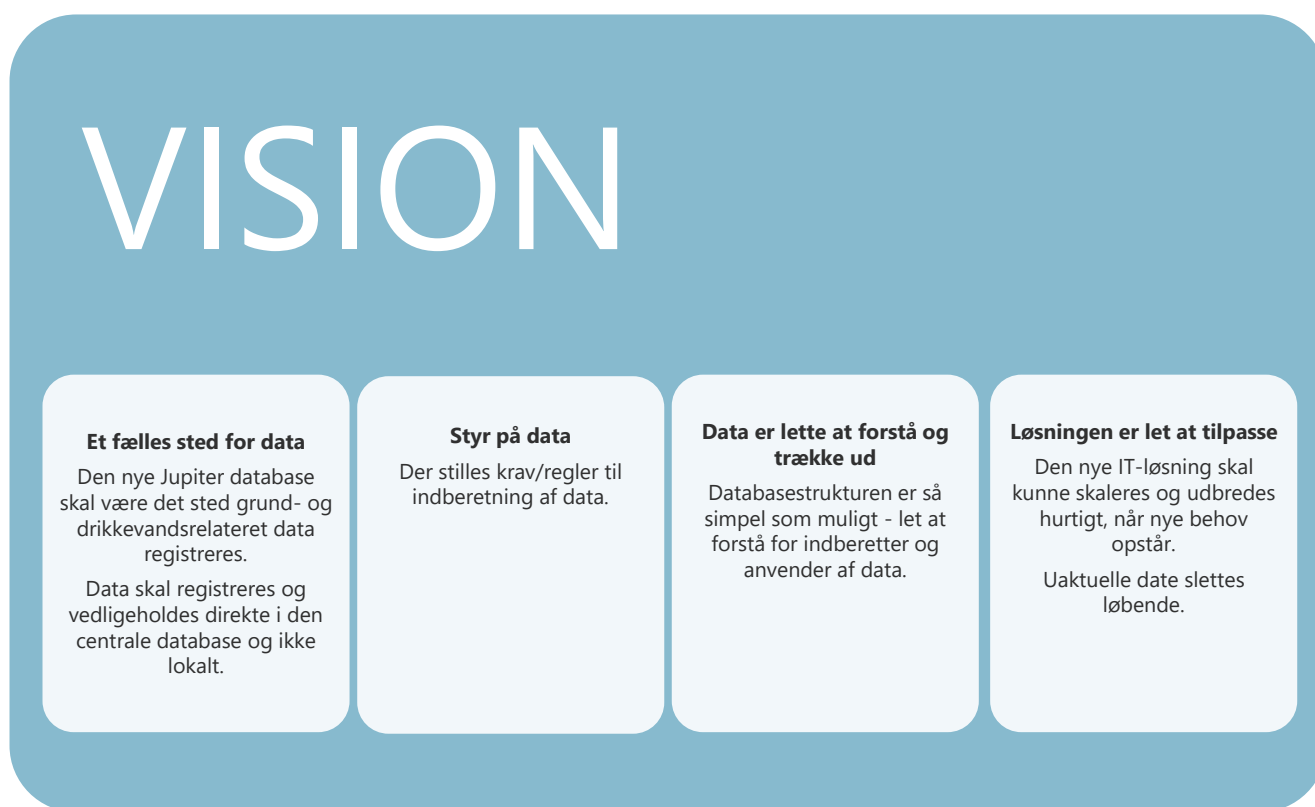 VISION
Et fælles sted for data
Den nye Jupiter database
skal være det sted grund- og
drikkevandsrelateret data
registreres.
Data skal registreres og
vedligeholdes direkte i den
centrale database og ikke
lokalt.
Styr på data
Der stilles krav/regler til
indberetning af data.
Data er lette at forstå og
trække ud
Databasestrukturen er så
simpel som muligt - let at
forstå for indberetter og
anvender af data.
Løsningen er let at tilpasse
Den nye IT-løsning skal
kunne skaleres og udbredes
hurtigt, når nye behov
opstår.
Uaktuelle date slettes
løbende.